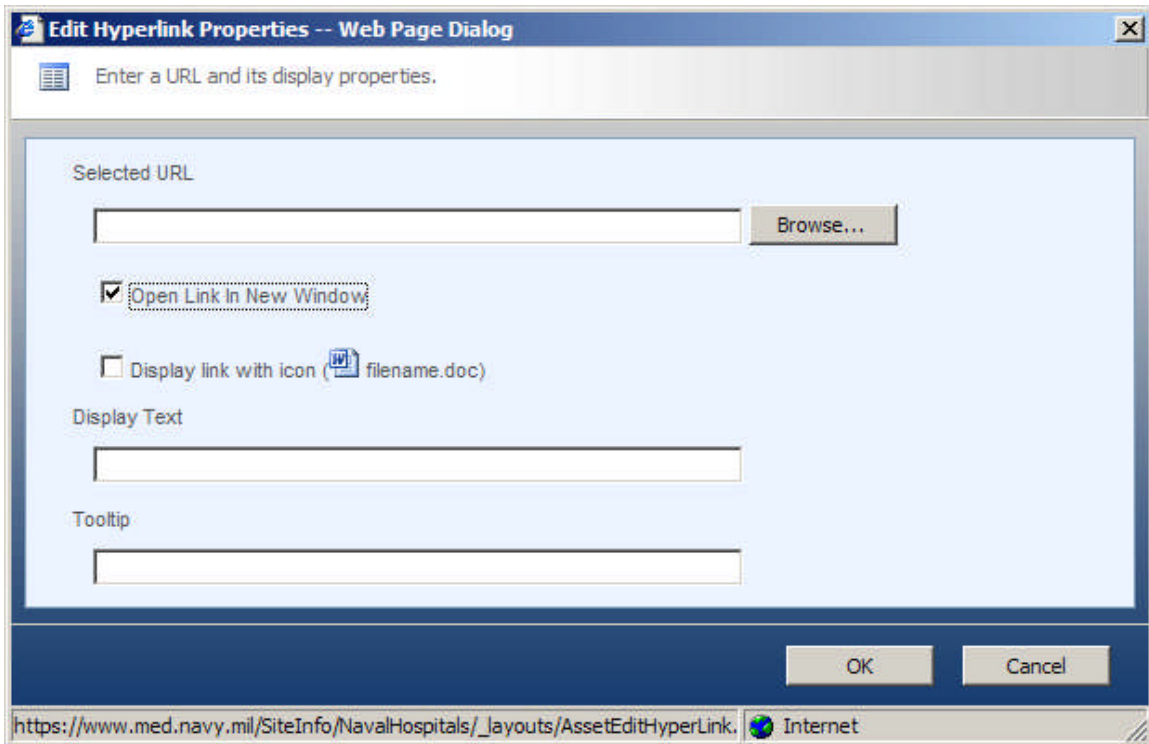 Edit Hyperlink Properties -- Web Page Dialog
Enter a URL and its display properties.
Selected URL
Browse...
Open Link In New Window
Display link with icon ( filename.doc)
Display Text
Tooltip
OK Cancel
https://www.med.navy.mil/SiteInfo/NavalHospitals/_layouts/AssetEditHyperLink. Internet